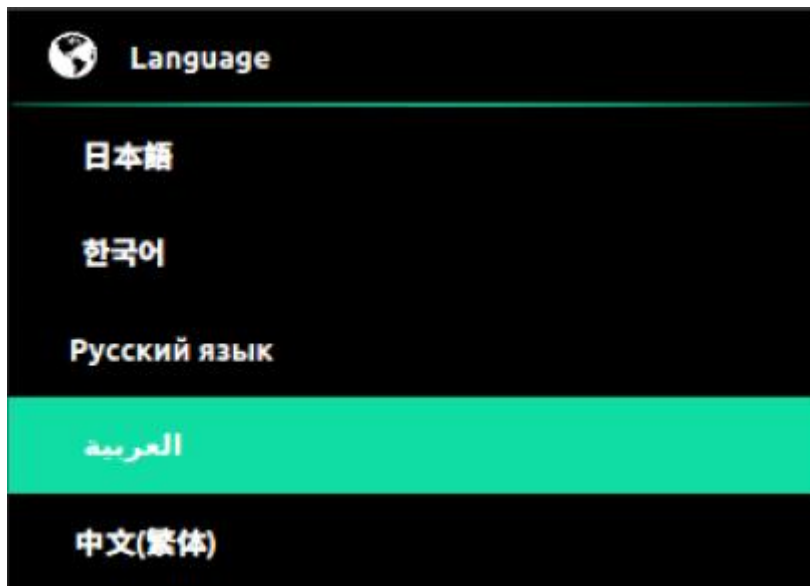 Language
日本語
한국어
Русский язык
العربية
中文(繁体)